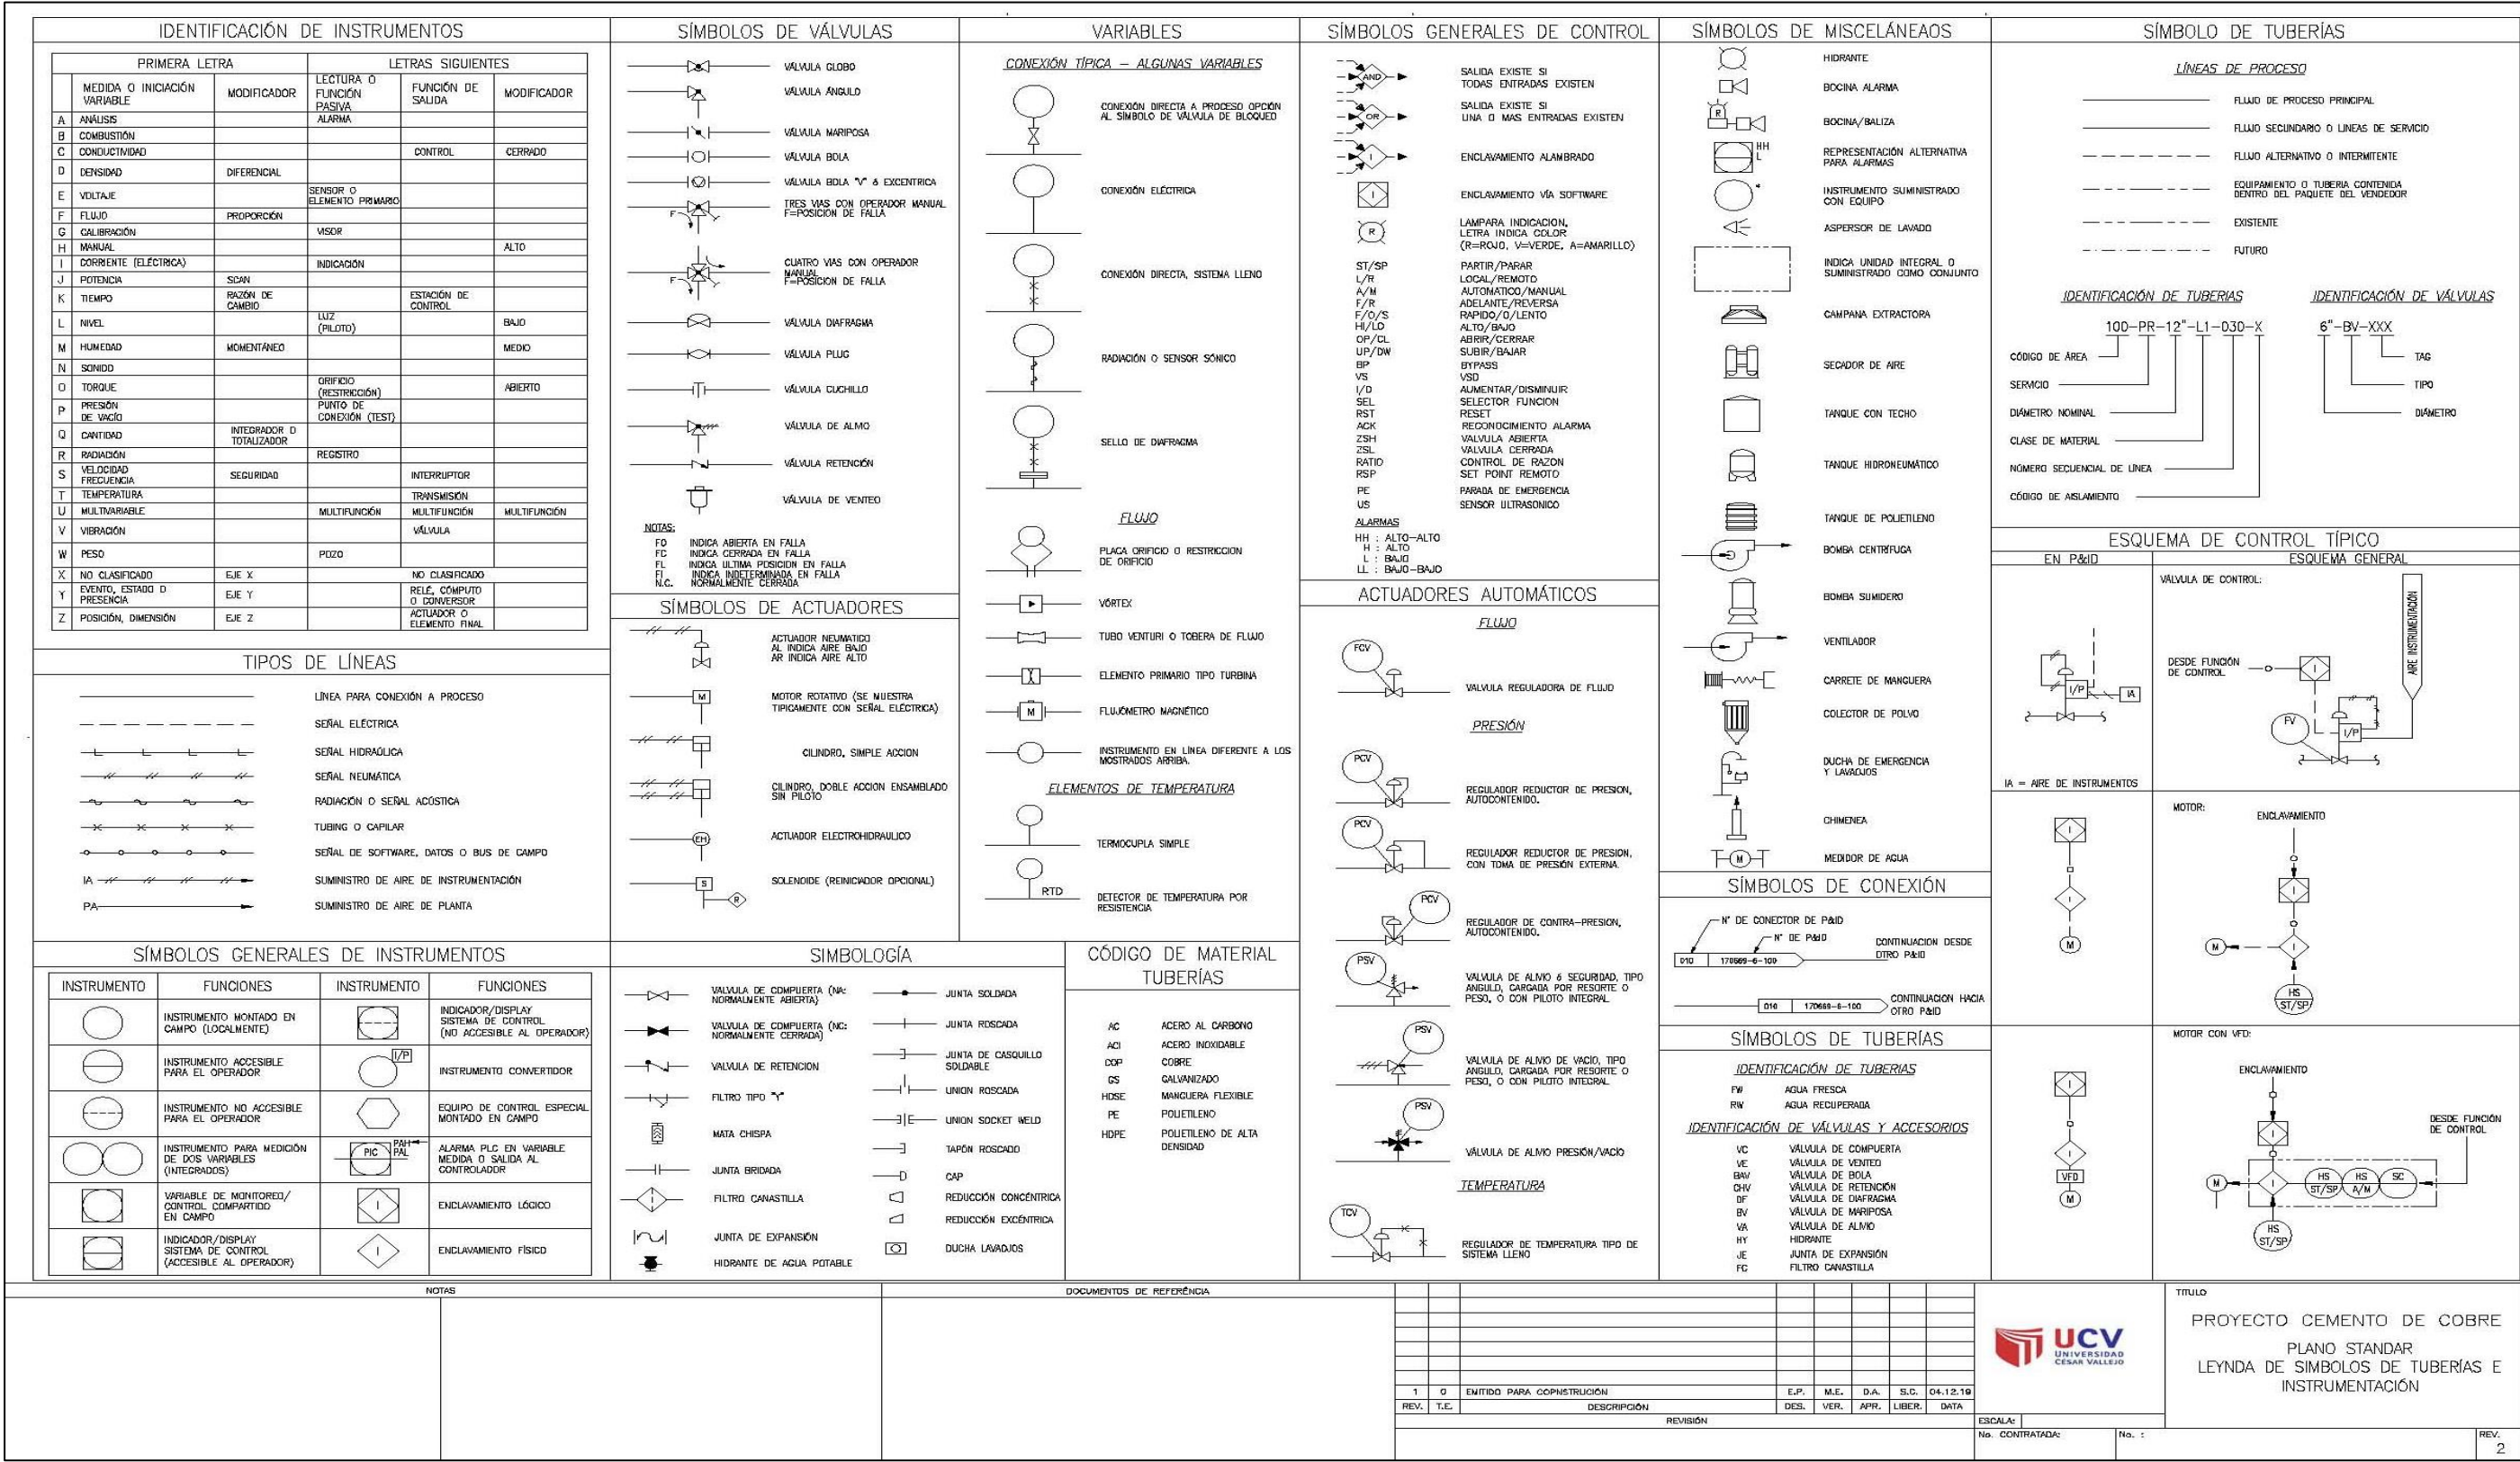 IDENTIFICACIÓN DE INSTRUMENTOS
PRIMERA LETRA
LETRAS SIGUIENTES
MEDIDA O INICIACIÓN VARIABLE
MODIFICADOR
LECTURA O FUNCIÓN PASIVA
FUNCIÓN DE SALIDA
MODIFICADOR
A ANÁLISIS ALARMA
B COMBUSTIÓN
C CONDUCTIVIDAD CONTROL CERRADO
D DENSIDAD DIFERENCIAL
E VOLTAJE SENSOR O ELEMENTO PRIMARIO
F FLUJO PROPORCIÓN
G CALIBRACIÓN VISOR
H MANUAL ALTO
I CORRIENTE (ELÉCTRICA) INDICACIÓN
J POTENCIA SCAN
K TIEMPO RAZÓN DE CAMBIO ESTACIÓN DE CONTROL
L NIVEL LUZ (PILOTO) BAJO
M HUMEDAD MOMENTÁNEO MEDIO
N SONIDO
O TORQUE ORIFICIO (RESTRICCIÓN) ABIERTO
P PRESIÓN DE VACÍO PUNTO DE CONEXIÓN (TEST)
Q CANTIDAD INTEGRADOR O TOTALIZADOR
R RADIACIÓN REGISTRO
S VELOCIDAD FRECUENCIA SEGURIDAD INTERRUPTOR
T TEMPERATURA TRANSMISIÓN
U MULTIVARIABLE MULTIFUNCIÓN MULTIFUNCIÓN MULTIFUNCIÓN
V VIBRACIÓN VÁLVULA
W PESO POZO
X NO CLASIFICADO EJE X NO CLASIFICADO
Y EVENTO, ESTADO O PRESENCIA EJE Y RELÉ, CÓMPUTO O CONVERSOR
Z POSICIÓN, DIMENSIÓN EJE Z ACTUADOR O ELEMENTO FINAL
TIPOS DE LÍNEAS
LÍNEA PARA CONEXIÓN A PROCESO
SEÑAL ELÉCTRICA
SEÑAL HIDRAÚLICA
SEÑAL NEUMÁTICA
RADIACIÓN O SEÑAL ACÚSTICA
TUBING O CAPILAR
SEÑAL DE SOFTWARE, DATOS O BUS DE CAMPO
IA SUMINISTRO DE AIRE DE INSTRUMENTACIÓN
PA SUMINISTRO DE AIRE DE PLANTA
SÍMBOLOS GENERALES DE INSTRUMENTOS
INSTRUMENTO FUNCIONES INSTRUMENTO FUNCIONES
INSTRUMENTO MONTADO EN
CAMPO (LOCALMENTE)
INDICADOR/DISPLAY
SISTEMA DE CONTROL
(NO ACCESIBLE AL OPERADOR)
INSTRUMENTO ACCESIBLE
PARA EL OPERADOR
I/P
INSTRUMENTO CONVERTIDOR
INSTRUMENTO NO ACCESIBLE
PARA EL OPERADOR
EQUIPO DE CONTROL ESPECIAL
MONTADO EN CAMPO
INSTRUMENTO PARA MEDICIÓN
DE DOS VARIABLES
(INTEGRADOS)
PIC
PAH
PAL
ALARMA PLC EN VARIABLE
MEDIDA O SALIDA AL
CONTROLADOR
VARIABLE DE MONITOREO/
CONTROL COMPARTIDO
EN CAMPO
I
ENCLAVAMIENTO LÓGICO
INDICADOR/DISPLAY
SISTEMA DE CONTROL
(ACCESIBLE AL OPERADOR)
I
ENCLAVAMIENTO FÍSICO
SÍMBOLOS DE VÁLVULAS
VÁLVULA GLOBO
VÁLVULA ÁNGULO
VÁLVULA MARIPOSA
VÁLVULA BOLA
VÁLVULA BOLA "V" ó EXCENTRICA
F
TRES VIAS CON OPERADOR MANUAL
F=POSICION DE FALLA
F
CUATRO VIAS CON OPERADOR
MANUAL
F=POSICION DE FALLA
VÁLVULA DIAFRAGMA
VÁLVULA PLUG
VÁLVULA CUCHILLO
VÁLVULA DE ALMO
VÁLVULA RETENCIÓN
VÁLVULA DE VENTEO
NOTAS:
FO INDICA ABIERTA EN FALLA
FC INDICA CERRADA EN FALLA
FL INDICA ULTIMA POSICION EN FALLA
FI INDICA INDETERMINADA EN FALLA
N.C. NORMALMENTE CERRADA
SÍMBOLOS DE ACTUADORES
ACTUADOR NEUMATICO
AL INDICA AIRE BAJO
AR INDICA AIRE ALTO
M
MOTOR ROTATIVO (SE MUESTRA
TIPICAMENTE CON SEÑAL ELÉCTRICA)
CILINDRO, SIMPLE ACCION
CILINDRO, DOBLE ACCION ENSAMBLADO
SIN PILOTO
EH ACTUADOR ELECTROHIDRAULICO
S R SOLENOIDE (REINICIADOR OPCIONAL)
SIMBOLOGÍA
VALVULA DE COMPUERTA (NA:
NORMALMENTE ABIERTA)
VALVULA DE COMPUERTA (NC:
NORMALMENTE CERRADA)
VALVULA DE RETENCION
FILTRO TIPO "Y"
MATA CHISPA
JUNTA BRIDADA
FILTRO CANASTILLA
JUNTA DE EXPANSIÓN
HIDRANTE DE AGUA POTABLE
JUNTA SOLDADA
JUNTA ROSCADA
JUNTA DE CASQUILLO
SOLDABLE
UNION ROSCADA
UNION SOCKET WELD
TAPÓN ROSCADO
CAP
REDUCCIÓN CONCÉNTRICA
REDUCCIÓN EXCÉNTRICA
DUCHA LAVAOJOS
VARIABLES
CONEXIÓN TÍPICA – ALGUNAS VARIABLES
CONEXIÓN DIRECTA A PROCESO OPCIÓN
AL SÍMBOLO DE VÁLVULA DE BLOQUEO
CONEXIÓN ELÉCTRICA
CONEXIÓN DIRECTA, SISTEMA LLENO
RADIACIÓN O SENSOR SÓNICO
SELLO DE DIAFRAGMA
FLUJO
PLACA ORIFICIO O RESTRICCION
DE ORIFICIO
VÓRTEX
TUBO VENTURI O TOBERA DE FLUJO
ELEMENTO PRIMARIO TIPO TURBINA
M FLUJÓMETRO MAGNÉTICO
INSTRUMENTO EN LÍNEA DIFERENTE A LOS
MOSTRADOS ARRIBA.
ELEMENTOS DE TEMPERATURA
TERMOCUPLA SIMPLE
RTD
DETECTOR DE TEMPERATURA POR
RESISTENCIA
CÓDIGO DE MATERIAL
TUBERÍAS
AC ACERO AL CARBONO
ACI ACERO INOXIDABLE
COP COBRE
GS GALVANIZADO
HOSE MANGUERA FLEXIBLE
PE POLIETILENO
HDPE POLIETILENO DE ALTA
DENSIDAD
SÍMBOLOS GENERALES DE CONTROL
AND
SALIDA EXISTE SI
TODAS ENTRADAS EXISTEN
OR
SALIDA EXISTE SI
UNA O MAS ENTRADAS EXISTEN
I ENCLAVAMIENTO ALAMBRADO
I ENCLAVAMIENTO VÍA SOFTWARE
R
LAMPARA INDICACION,
LETRA INDICA COLOR
(R=ROJO, V=VERDE, A=AMARILLO)
ST/SP PARTIR/PARAR
L/R LOCAL/REMOTO
A/M AUTOMATICO/MANUAL
F/R ADELANTE/REVERSA
F/O/S RAPIDO/O/LENTO
HI/LO ALTO/BAJO
OP/CL ABRIR/CERRAR
UP/DW SUBIR/BAJAR
BP BYPASS
VS VSD
I/D AUMENTAR/DISMINUIR
SEL SELECTOR FUNCION
RST RESET
ACK RECONOCIMIENTO ALARMA
ZSH VALVULA ABIERTA
ZSL VALVULA CERRADA
RATIO CONTROL DE RAZON
RSP SET POINT REMOTO
PE PARADA DE EMERGENCIA
US SENSOR ULTRASONICO
ALARMAS
HH : ALTO-ALTO
H : ALTO
L : BAJO
LL : BAJO-BAJO
ACTUADORES AUTOMÁTICOS
FLUJO
FCV VALVULA REGULADORA DE FLUJO
PRESIÓN
PCV
REGULADOR REDUCTOR DE PRESION,
AUTOCONTENIDO.
PCV
REGULADOR REDUCTOR DE PRESION,
CON TOMA DE PRESIÓN EXTERNA.
PCV
REGULADOR DE CONTRA-PRESION,
AUTOCONTENIDO.
PSV
VALVULA DE ALIVIO ó SEGURIDAD, TIPO
ANGULO, CARGADA POR RESORTE O
PESO, O CON PILOTO INTEGRAL
PSV
VALVULA DE ALIVIO DE VACÍO, TIPO
ANGULO, CARGADA POR RESORTE O
PESO, O CON PILOTO INTEGRAL
PSV
VÁLVULA DE ALIVIO PRESIÓN/VACÍO
TEMPERATURA
TCV
REGULADOR DE TEMPERATURA TIPO DE
SISTEMA LLENO
SÍMBOLOS DE MISCELÁNEAOS
HIDRANTE
BOCINA ALARMA
R BOCINA/BALIZA
HH
L
REPRESENTACIÓN ALTERNATIVA
PARA ALARMAS
INSTRUMENTO SUMINISTRADO
CON EQUIPO
ASPERSOR DE LAVADO
INDICA UNIDAD INTEGRAL O
SUMINISTRADO COMO CONJUNTO
CAMPANA EXTRACTORA
SECADOR DE AIRE
TANQUE CON TECHO
TANQUE HIDRONEUMÁTICO
TANQUE DE POLIETILENO
BOMBA CENTRÍFUGA
BOMBA SUMIDERO
VENTILADOR
CARRETE DE MANGUERA
COLECTOR DE POLVO
DUCHA DE EMERGENCIA
Y LAVAOJOS
CHIMENEA
M MEDIDOR DE AGUA
SÍMBOLOS DE CONEXIÓN
N° DE CONECTOR DE P&ID
N° DE P&ID
010 170669-6-100
CONTINUACION DESDE
OTRO P&ID
010 170669-6-100
CONTINUACION HACIA
OTRO P&ID
SÍMBOLOS DE TUBERÍAS
IDENTIFICACIÓN DE TUBERIAS
FW AGUA FRESCA
RW AGUA RECUPERADA
IDENTIFICACIÓN DE VÁLVULAS Y ACCESORIOS
VC VÁLVULA DE COMPUERTA
VE VÁLVULA DE VENTEO
BAV VÁLVULA DE BOLA
CHV VÁLVULA DE RETENCIÓN
DF VÁLVULA DE DIAFRAGMA
BV VÁLVULA DE MARIPOSA
VA VÁLVULA DE ALIVIO
HY HIDRANTE
JE JUNTA DE EXPANSIÓN
FC FILTRO CANASTILLA
SÍMBOLO DE TUBERÍAS
LÍNEAS DE PROCESO
FLUJO DE PROCESO PRINCIPAL
FLUJO SECUNDARIO O LINEAS DE SERVICIO
FLUJO ALTERNATIVO O INTERMITENTE
EQUIPAMIENTO O TUBERIA CONTENIDA
DENTRO DEL PAQUETE DEL VENDEDOR
EXISTENTE
FUTURO
IDENTIFICACIÓN DE TUBERIAS
100-PR-12"-L1-030-X
CÓDIGO DE ÁREA
SERVICIO
DIÁMETRO NOMINAL
CLASE DE MATERIAL
NÚMERO SECUENCIAL DE LÍNEA
CÓDIGO DE AISLAMIENTO
IDENTIFICACIÓN DE VÁLVULAS
6"-BV-XXX
TAG
TIPO
DIÁMETRO
ESQUEMA DE CONTROL TÍPICO
EN P&ID
ESQUEMA GENERAL
I/P
IA
IA = AIRE DE INSTRUMENTOS
VÁLVULA DE CONTROL:
AIRE INSTRUMENTACIÓN
DESDE FUNCIÓN
DE CONTROL
I
FV
I/P
I
I
M
MOTOR:
ENCLAVAMIENTO
I
M
I
HS
ST/SP
I
I
VFD
M
MOTOR CON VFD:
ENCLAVAMIENTO
DESDE FUNCIÓN
DE CONTROL
I
M
I
HS
ST/SP
HS
A/M
SC
HS
ST/SP
NOTAS
DOCUMENTOS DE REFERÊNCIA
1 0 EMITIDO PARA COPNSTRUCIÓN E.P. M.E. D.A. S.C. 04.12.19
REV. T.E. DESCRIPCIÓN DES. VER. APR. LIBER. DATA
REVISIÓN
UCV
UNIVERSIDAD
CÉSAR VALLEJO
ESCALA:
No. CONTRATADA:
No. :
TITULO
PROYECTO CEMENTO DE COBRE
PLANO STANDAR
LEYNDA DE SIMBOLOS DE TUBERÍAS E
INSTRUMENTACIÓN
REV.
2